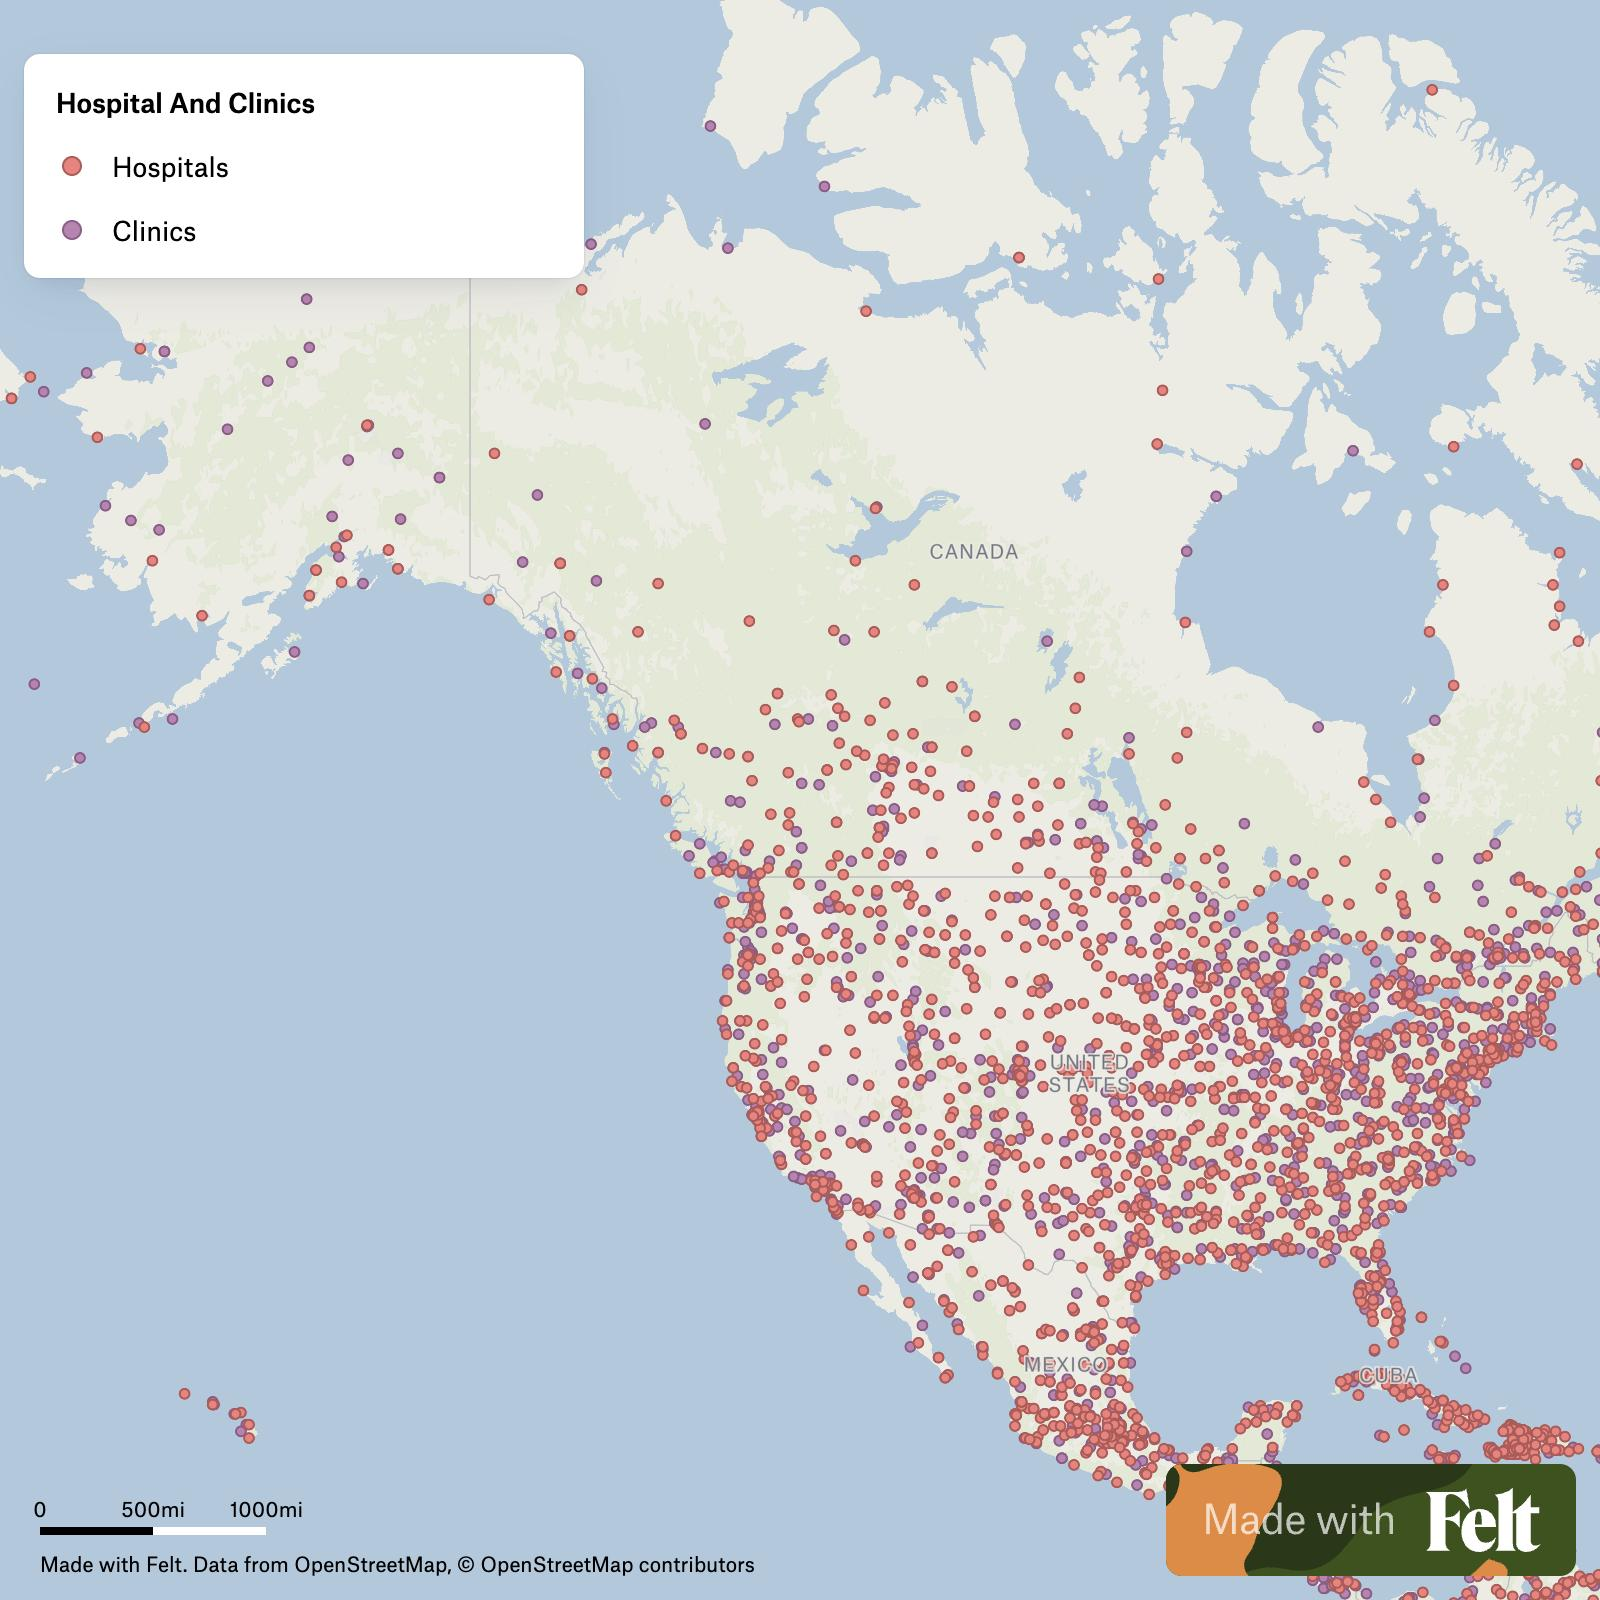 Hospital And Clinics
Hospitals
Clinics
CANADA
UNITED
STATES
MEXICO
CUBA
0 500mi 1000mi
Made with Felt
Made with Felt. Data from OpenStreetMap, © OpenStreetMap contributors